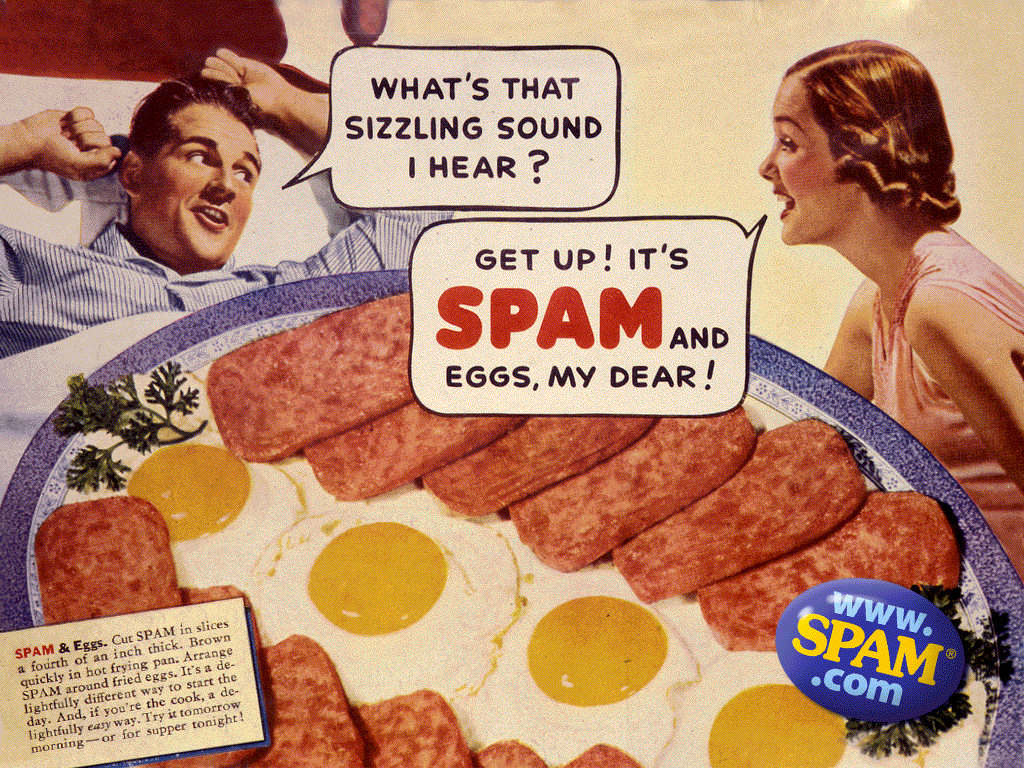 WHAT'S THAT
SIZZLING SOUND
I HEAR?
GET UP! IT'S
SPAM AND
EGGS, MY DEAR!
SPAM & Eggs. Cut SPAM in slices
a fourth of an inch thick. Brown
quickly in hot frying pan. Arrange
SPAM around fried eggs. It's a de-
lightfully different way to start the
day. And, if you're the cook, a de-
lightfully easy way. Try it tomorrow
morning—or for supper tonight!
www.
SPAM®
.com